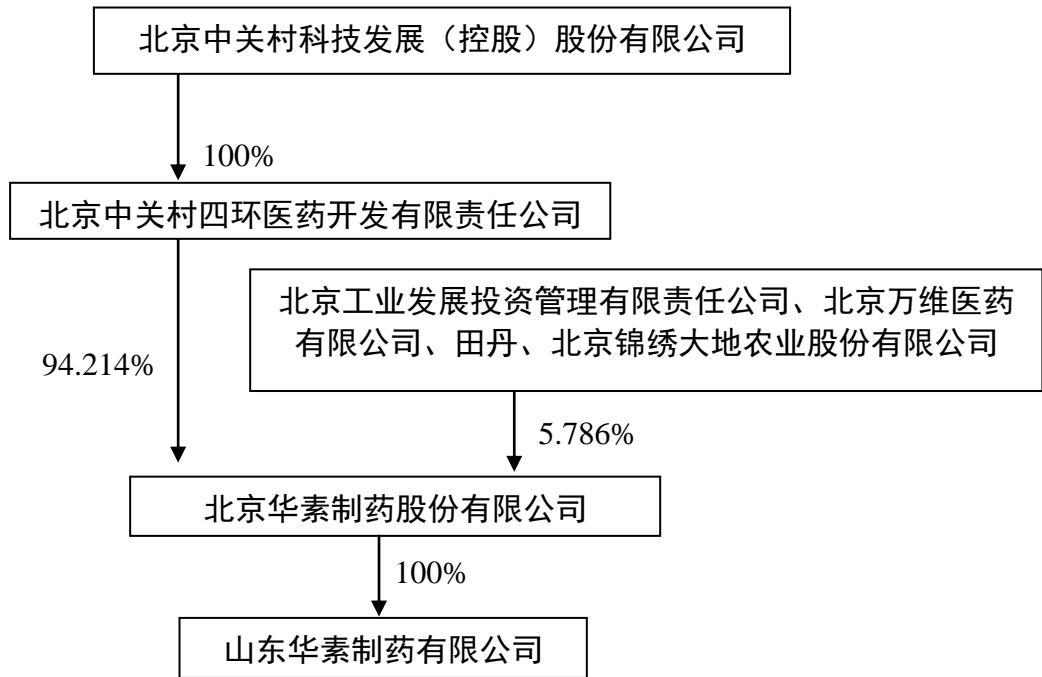 北京中关村科技发展（控股）股份有限公司
100%
北京中关村四环医药开发有限责任公司
北京工业发展投资管理有限责任公司、北京万维医药
有限公司、田丹、北京锦绣大地农业股份有限公司
94.214%
5.786%
北京华素制药股份有限公司
100%
山东华素制药有限公司